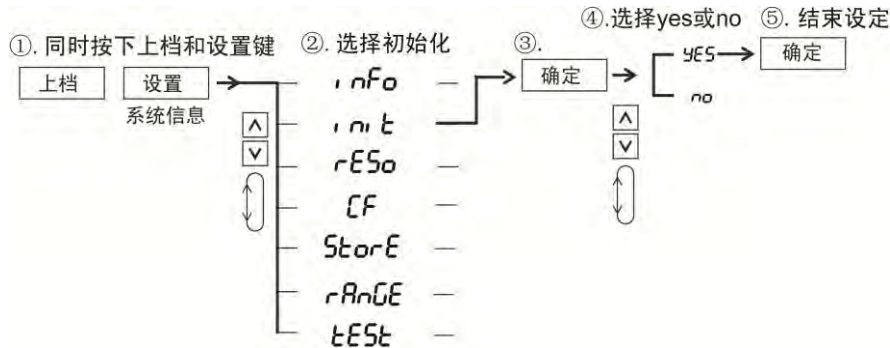 ①. 同时按下上档和设置键
上档
设置
系统信息
②. 选择初始化
ınFo
ınıt
rESo
CF
StorE
rAnGE
tESt
③.
确定
④.选择yes或no
YES
no
⑤. 结束设定
确定